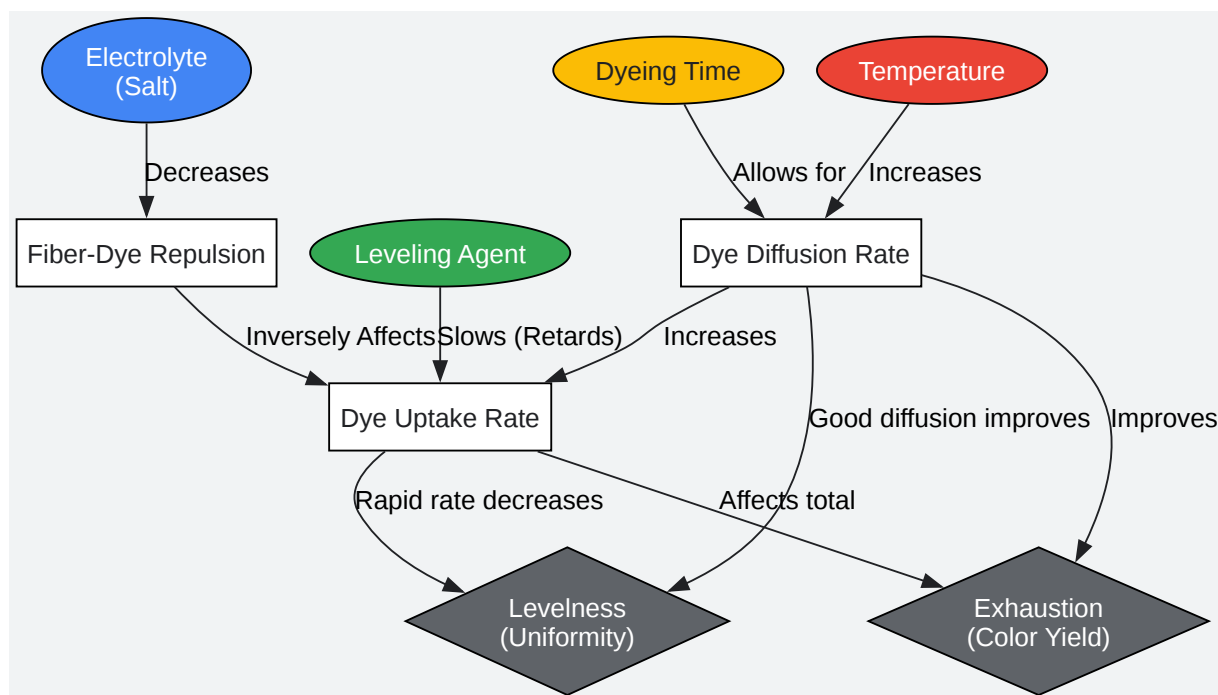 Electrolyte
(Salt)
Dyeing Time
Temperature
Decreases
Allows for
Increases
Fiber-Dye Repulsion
Leveling Agent
Dye Diffusion Rate
Inversely Affects
Slows (Retards)
Increases
Dye Uptake Rate
Good diffusion improves
Improves
Rapid rate decreases
Affects total
Levelness
(Uniformity)
Exhaustion
(Color Yield)